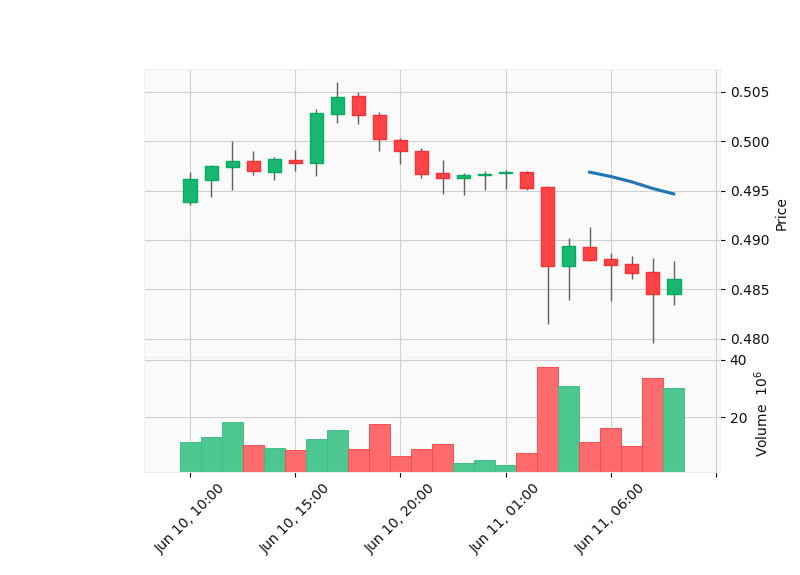 0.505
0.500
0.495
0.490
0.485
0.480
Price
40
20
Volume 10^6
Jun 10, 10:00
Jun 10, 15:00
Jun 10, 20:00
Jun 11, 01:00
Jun 11, 06:00